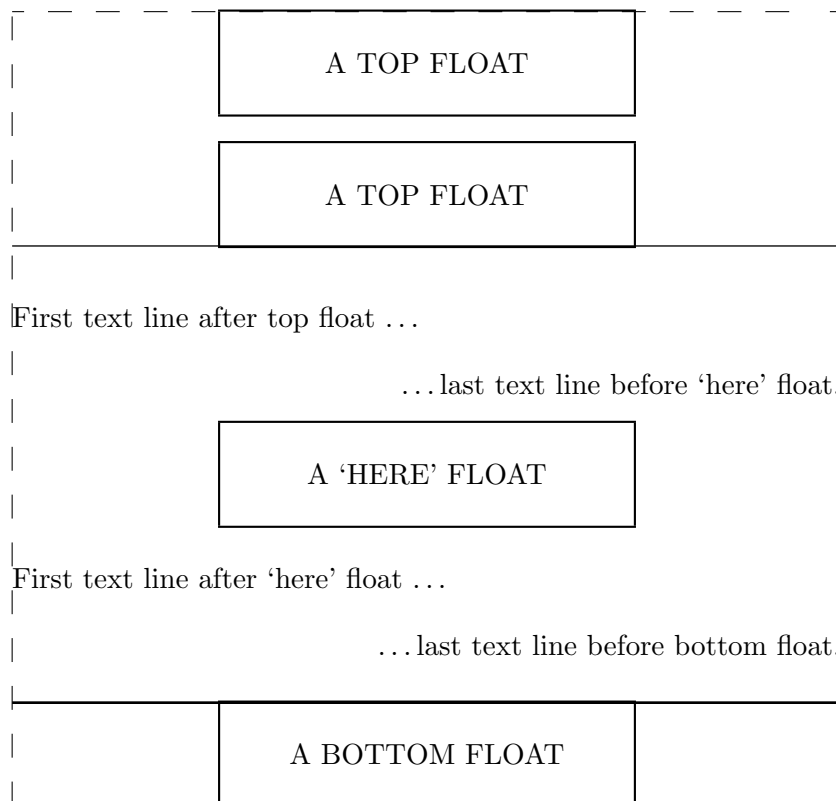 A TOP FLOAT
A TOP FLOAT
First text line after top float …
…last text line before ‘here’ float.
A ‘HERE’ FLOAT
First text line after ‘here’ float …
…last text line before bottom float.
A BOTTOM FLOAT